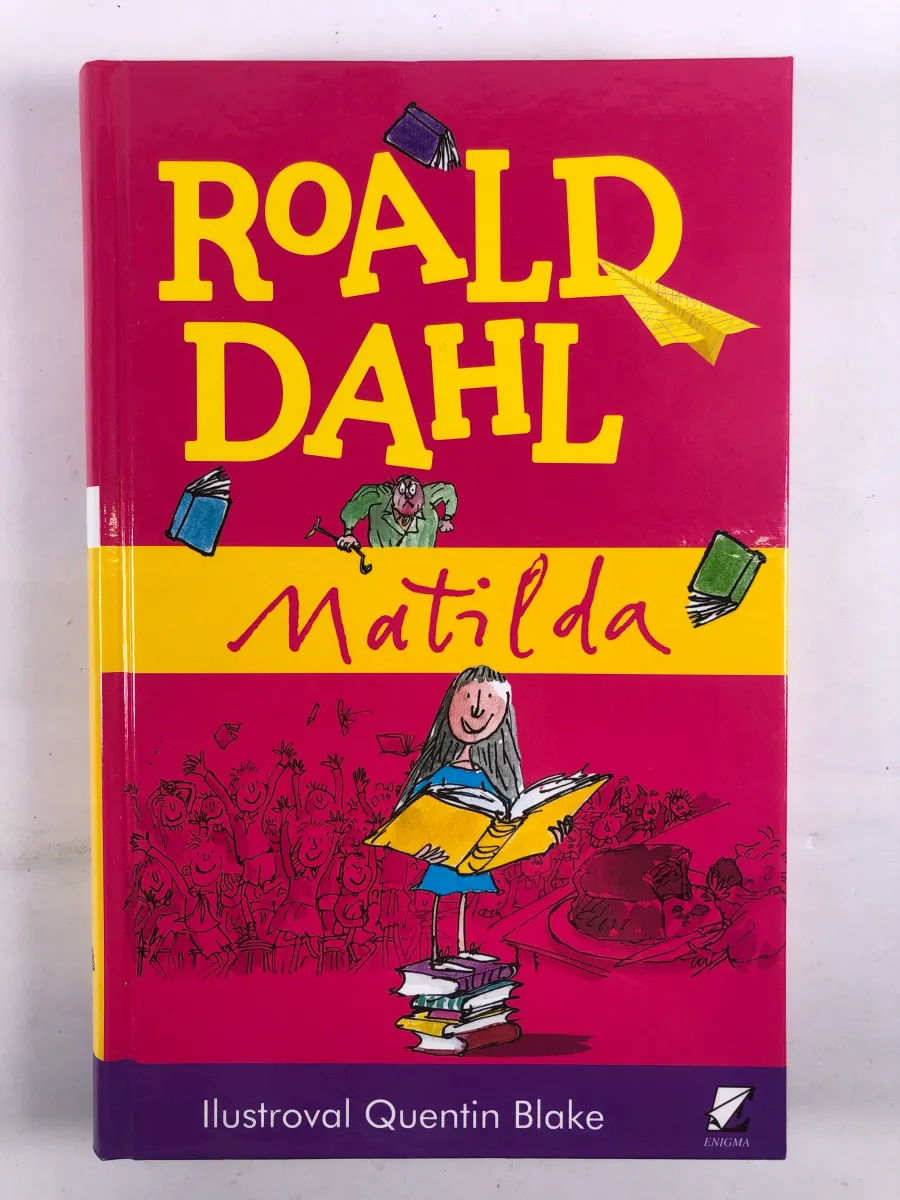 ROALD
DAHL
Matilda
Ilustroval Quentin Blake
ENIGMA